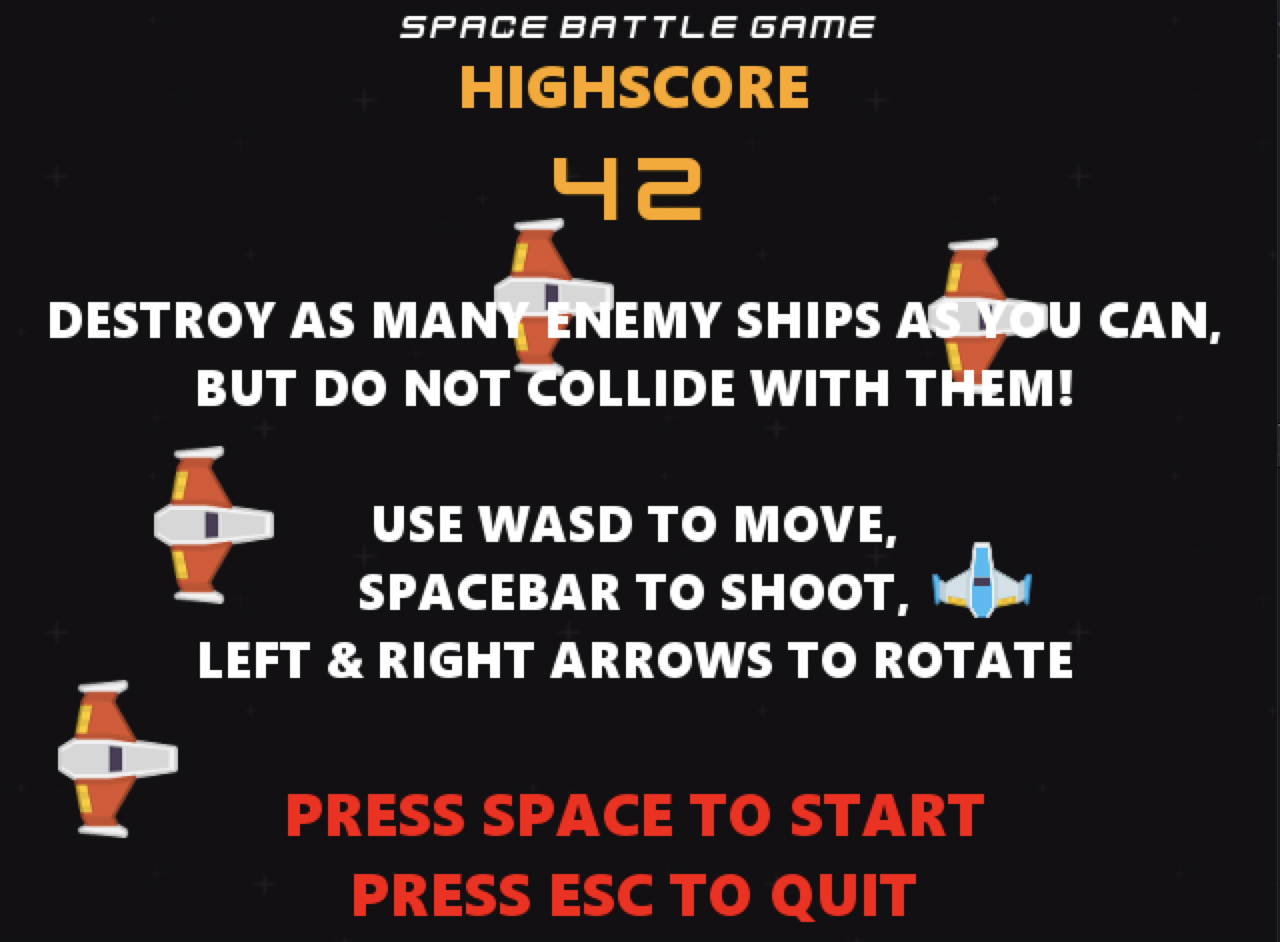 SPACE BATTLE GAME
HIGHSCORE
42
DESTROY AS MANY ENEMY SHIPS AS YOU CAN,
BUT DO NOT COLLIDE WITH THEM!
USE WASD TO MOVE,
SPACEBAR TO SHOOT,
LEFT & RIGHT ARROWS TO ROTATE
PRESS SPACE TO START
PRESS ESC TO QUIT